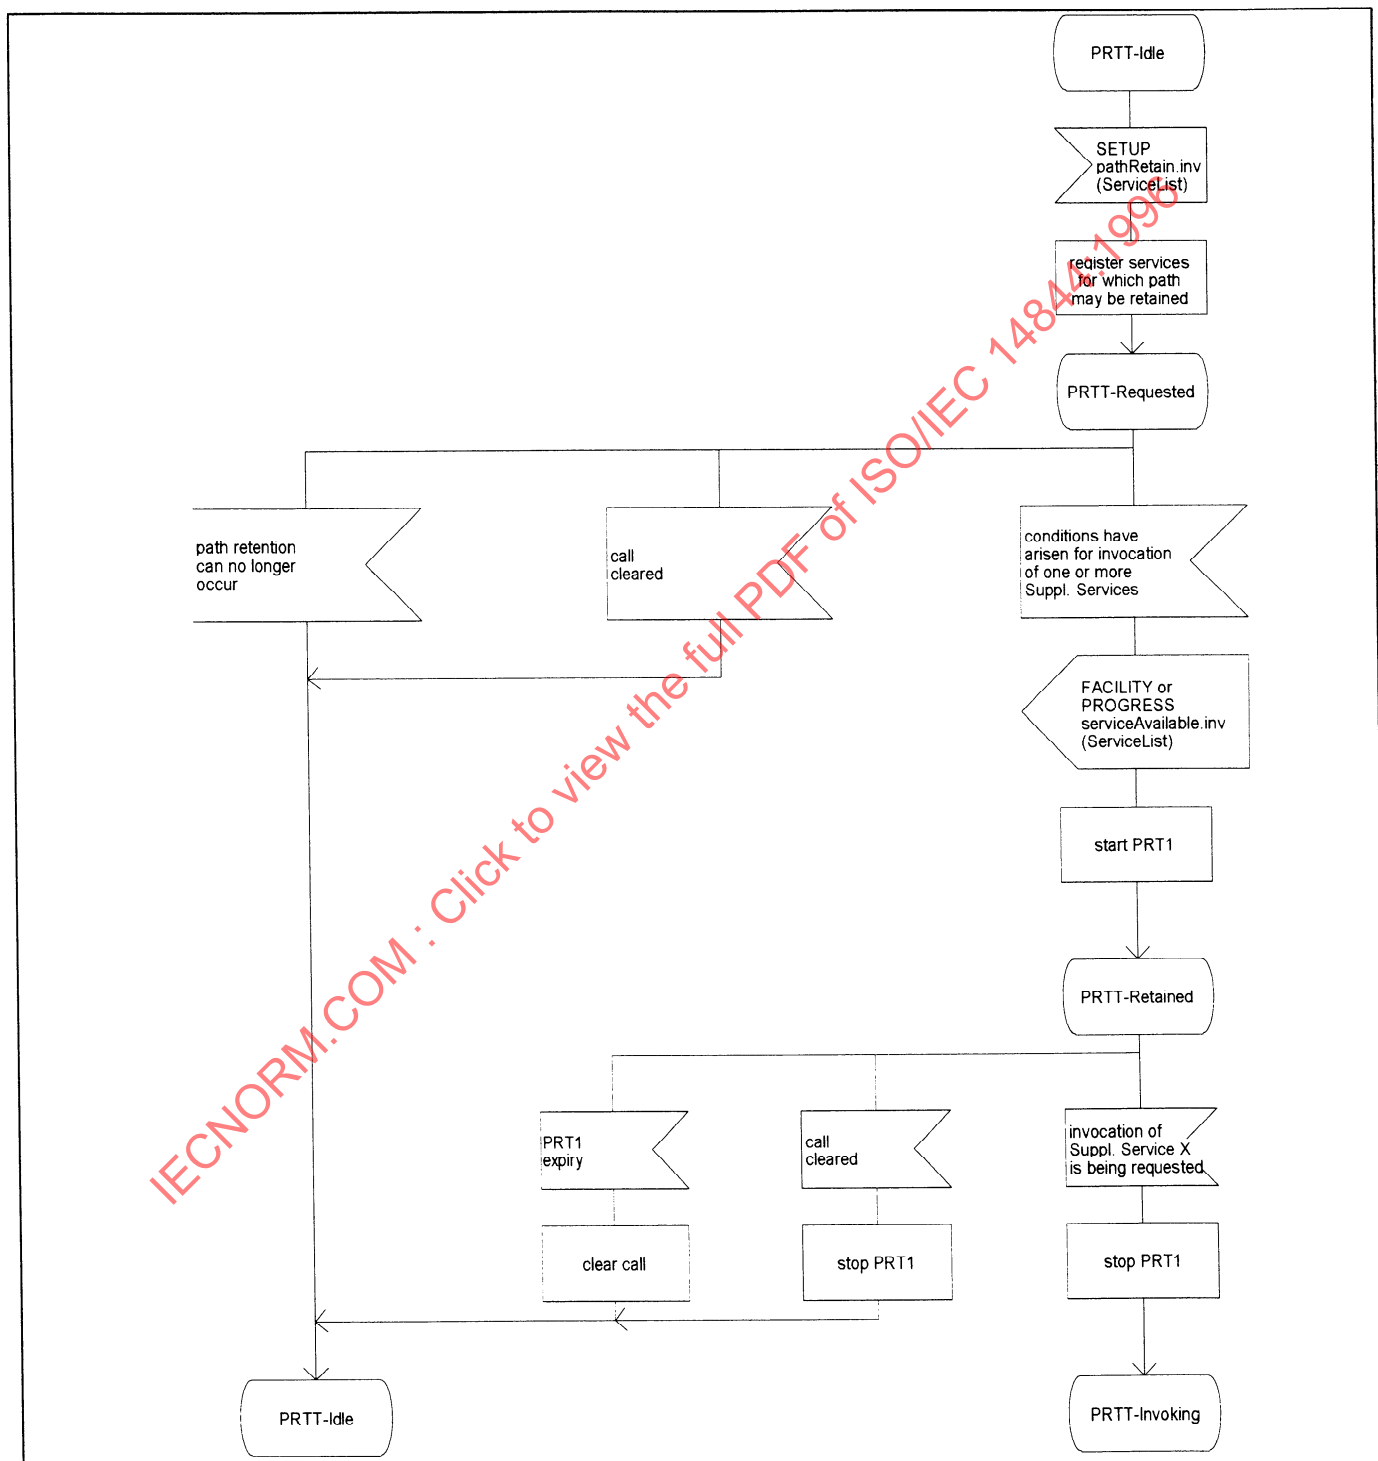 PRTT-Idle
SETUP
pathRetain.inv
(ServiceList)
register services
for which path
may be retained
PRTT-Requested
path retention
can no longer
occur
call
cleared
conditions have
arisen for invocation
of one or more
Suppl. Services
FACILITY or
PROGRESS
serviceAvailable.inv
(ServiceList)
start PRT1
PRTT-Retained
PRT1
expiry
call
cleared
invocation of
Suppl. Service X
is being requested
clear call
stop PRT1
stop PRT1
PRTT-Idle
PRTT-Invoking
IECNORM.COM : Click to view the full PDF of ISO/IEC 14844:1996